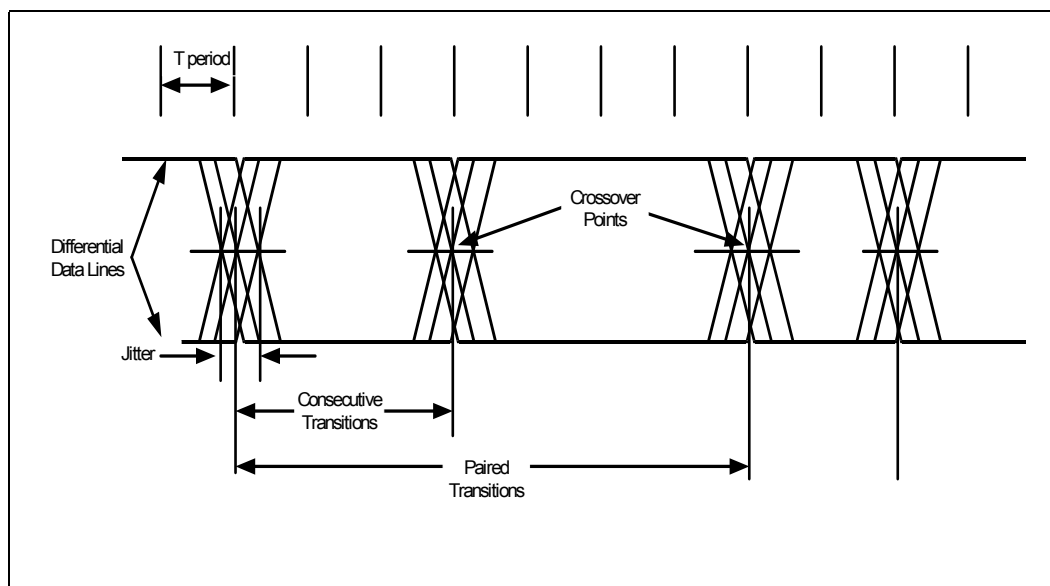 T period
Crossover
Points
Differential
Data Lines
Jitter
Consecutive
Transitions
Paired
Transitions